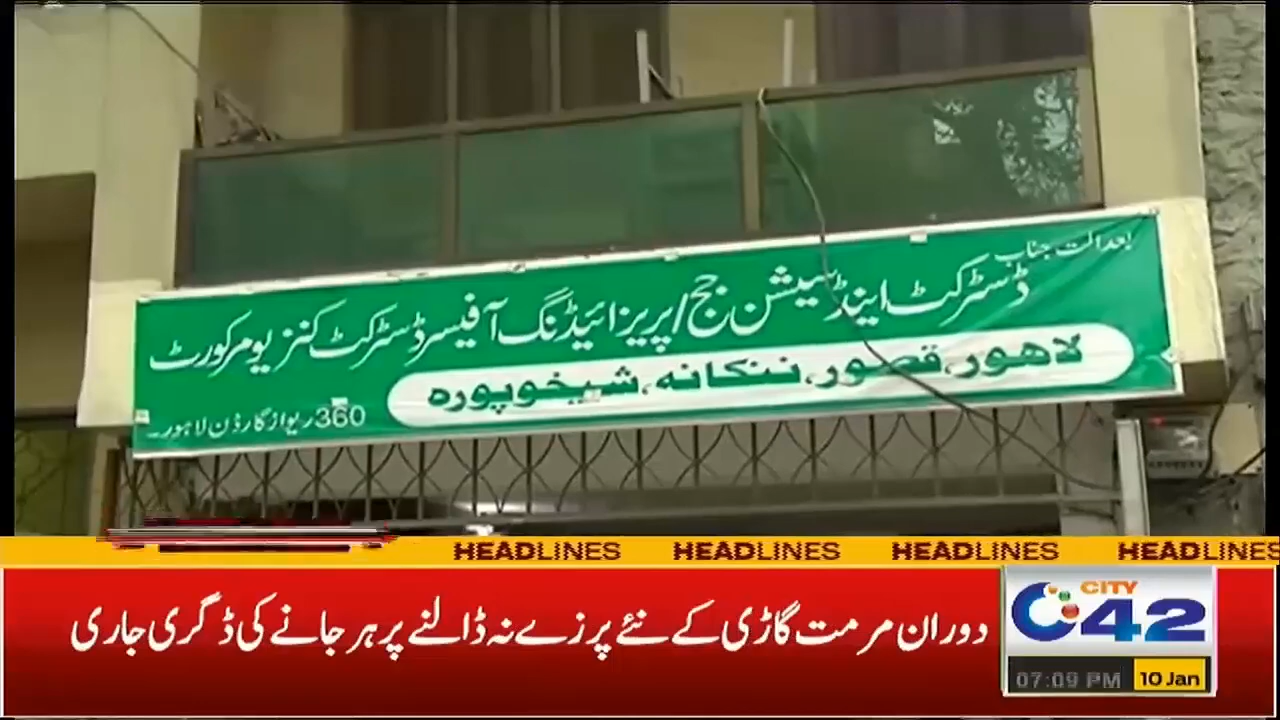 بعدالت جناب
ڈسٹرکٹ اینڈ سیشن جج/پریزائیڈنگ آفیسر ڈسٹرکٹ کنزیومر کورٹ
لاہور، قصور، ننکانہ، شیخوپورہ
360 ریواز گارڈن لاہور۔
HEADLINES HEADLINES HEADLINES HEADLINES
دوران مرمت گاڑی کے نئے پرزے نہ ڈالنے پر ہرجانے کی ڈگری جاری
CITY
42
07:09 PM 10 Jan